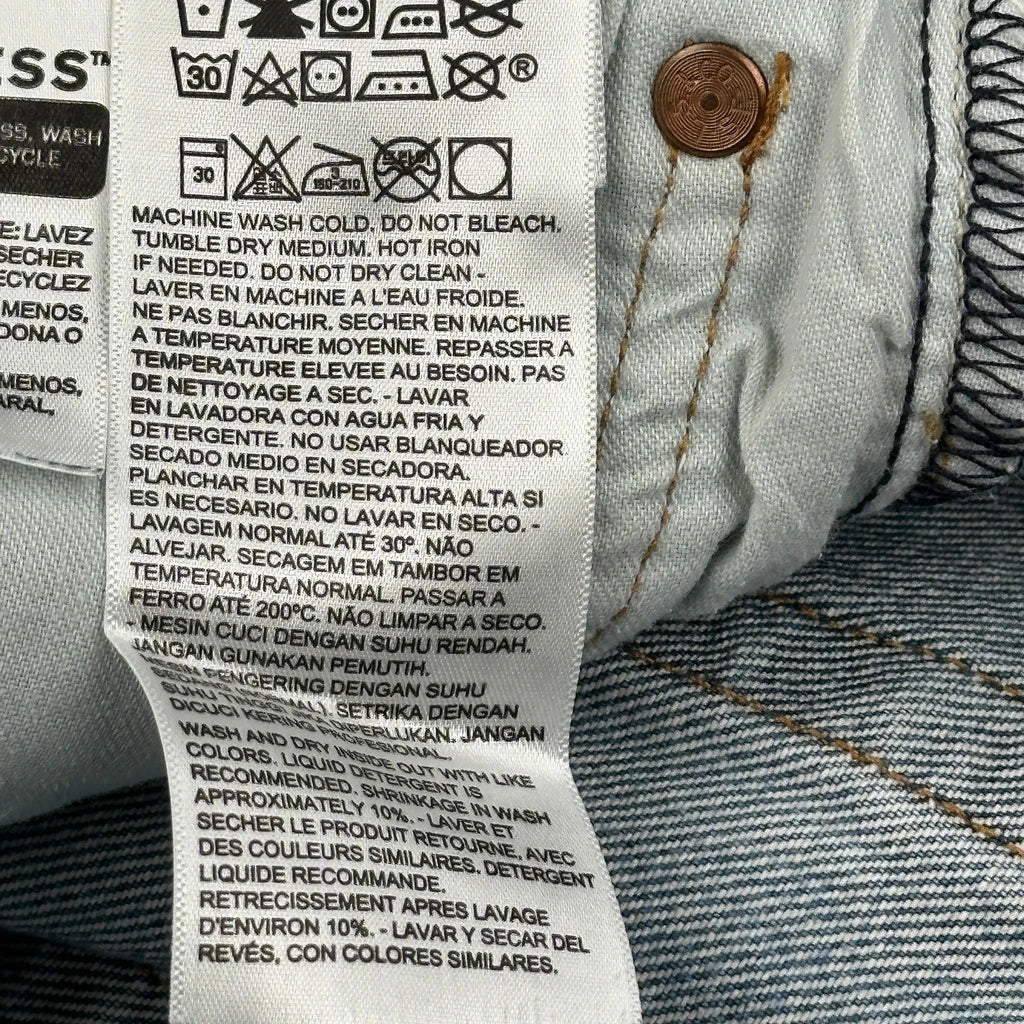 ESS™
SS, WASH
CYCLE
E: LAVEZ
SECHER
ECYCLEZ
MENOS,
DONA O
MENOS,
ARAL,
30
®
30
MACHINE WASH COLD. DO NOT BLEACH.
TUMBLE DRY MEDIUM. HOT IRON
IF NEEDED. DO NOT DRY CLEAN -
LAVER EN MACHINE A L'EAU FROIDE.
NE PAS BLANCHIR. SECHER EN MACHINE
A TEMPERATURE MOYENNE. REPASSER A
TEMPERATURE ELEVEE AU BESOIN. PAS
DE NETTOYAGE A SEC. - LAVAR
EN LAVADORA CON AGUA FRIA Y
DETERGENTE. NO USAR BLANQUEADOR
SECADO MEDIO EN SECADORA.
PLANCHAR EN TEMPERATURA ALTA SI
ES NECESARIO. NO LAVAR EN SECO. -
LAVAGEM NORMAL ATÉ 30º. NÃO
ALVEJAR. SECAGEM EM TAMBOR EM
TEMPERATURA NORMAL. PASSAR A
FERRO ATÉ 200ºC. NÃO LIMPAR A SECO.
- MESIN CUCI DENGAN SUHU RENDAH.
JANGAN GUNAKAN PEMUTIH.
MESIN PENGERING DENGAN SUHU
SETRIKA DENGAN
SUHU JANGAN
DICUCI KERING PROFESIONAL.
WASH AND DRY INSIDE OUT WITH LIKE
COLORS. LIQUID DETERGENT IS
RECOMMENDED. SHRINKAGE IN WASH
APPROXIMATELY 10%. - LAVER ET
SECHER LE PRODUIT RETOURNE, AVEC
DES COULEURS SIMILAIRES. DETERGENT
LIQUIDE RECOMMANDE.
RETRECISSEMENT APRES LAVAGE
D'ENVIRON 10%. - LAVAR Y SECAR DEL
REVÉS, CON COLORES SIMILARES.